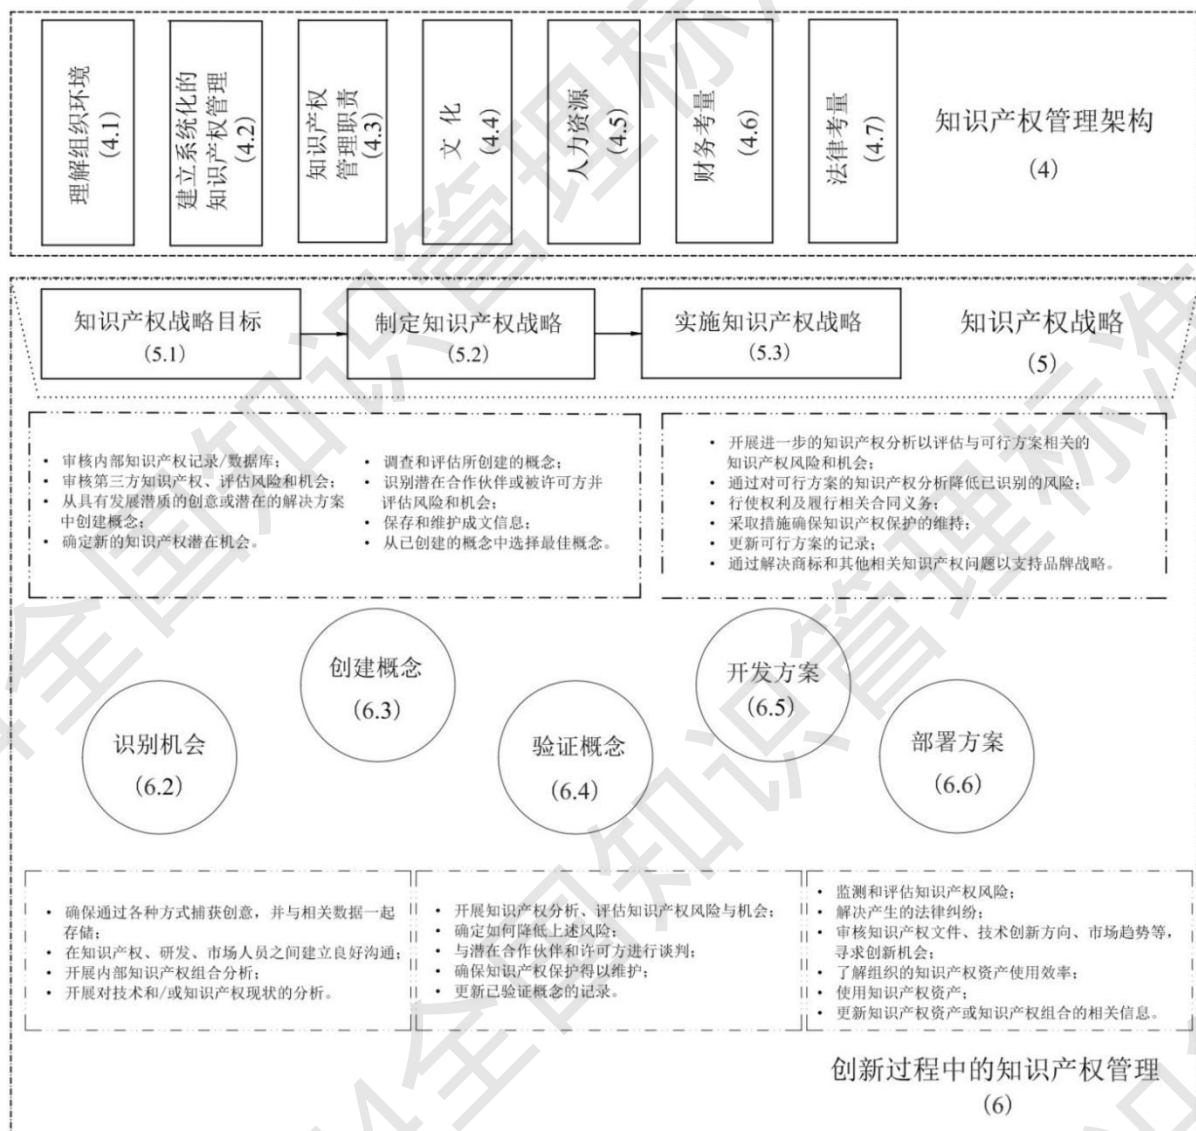 理解组织环境
(4.1)
建立系统化的
知识产权管理
(4.2)
知识产权
管理职责
(4.3)
文 化
(4.4)
人力资源
(4.5)
财务考量
(4.6)
法律考量
(4.7)
知识产权管理架构
(4)
知识产权战略目标
(5.1)
制定知识产权战略
(5.2)
实施知识产权战略
(5.3)
知识产权战略
(5)
• 审核内部知识产权记录/数据库;
• 审核第三方知识产权、评估风险和机会;
• 从具有发展潜质的创意或潜在的解决方案
中创建概念;
• 确定新的知识产权潜在机会。
• 调查和评估所创建的概念;
• 识别潜在合作伙伴或被许可方并
评估风险和机会;
• 保存和维护成文信息;
• 从已创建的概念中选择最佳概念。
• 开展进一步的知识产权分析以评估与可行方案相关的
知识产权风险和机会;
• 通过对可行方案的知识产权分析降低已识别的风险;
• 行使权利及履行相关合同义务;
• 采取措施确保知识产权保护的维持;
• 更新可行方案的记录;
• 通过解决商标和其他相关知识产权问题以支持品牌战略。
识别机会
(6.2)
创建概念
(6.3)
验证概念
(6.4)
开发方案
(6.5)
部署方案
(6.6)
• 确保通过各种方式捕获创意，并与相关数据一起
存储;
• 在知识产权、研发、市场人员之间建立良好沟通;
• 开展内部知识产权组合分析;
• 开展对技术和/或知识产权现状的分析。
• 开展知识产权分析、评估知识产权风险与机会;
• 确定如何降低上述风险;
• 与潜在合作伙伴和许可方进行谈判;
• 确保知识产权保护得以维护;
• 更新已验证概念的记录。
• 监测和评估知识产权风险;
• 解决产生的法律纠纷;
• 审核知识产权文件、技术创新方向、市场趋势等，
寻求创新机会;
• 了解组织的知识产权资产使用效率;
• 使用知识产权资产;
• 更新知识产权资产或知识产权组合的相关信息。
创新过程中的知识产权管理
(6)
4全国知识管理标准
4全国知识管理标准